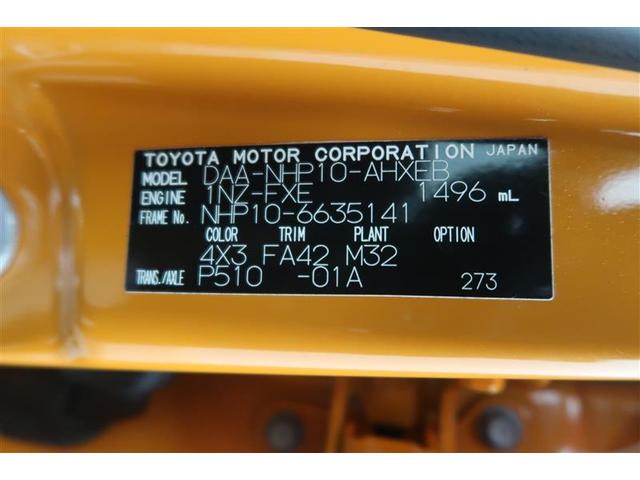 TOYOTA MOTOR CORPORATION JAPAN
MODEL DAA-NHP10-AHXEB
ENGINE 1NZ-FXE 1496 mL
FRAME No. NHP10-6635141
COLOR TRIM PLANT OPTION
4X3 FA42 M32
TRANS./AXLE P510 -01A 273